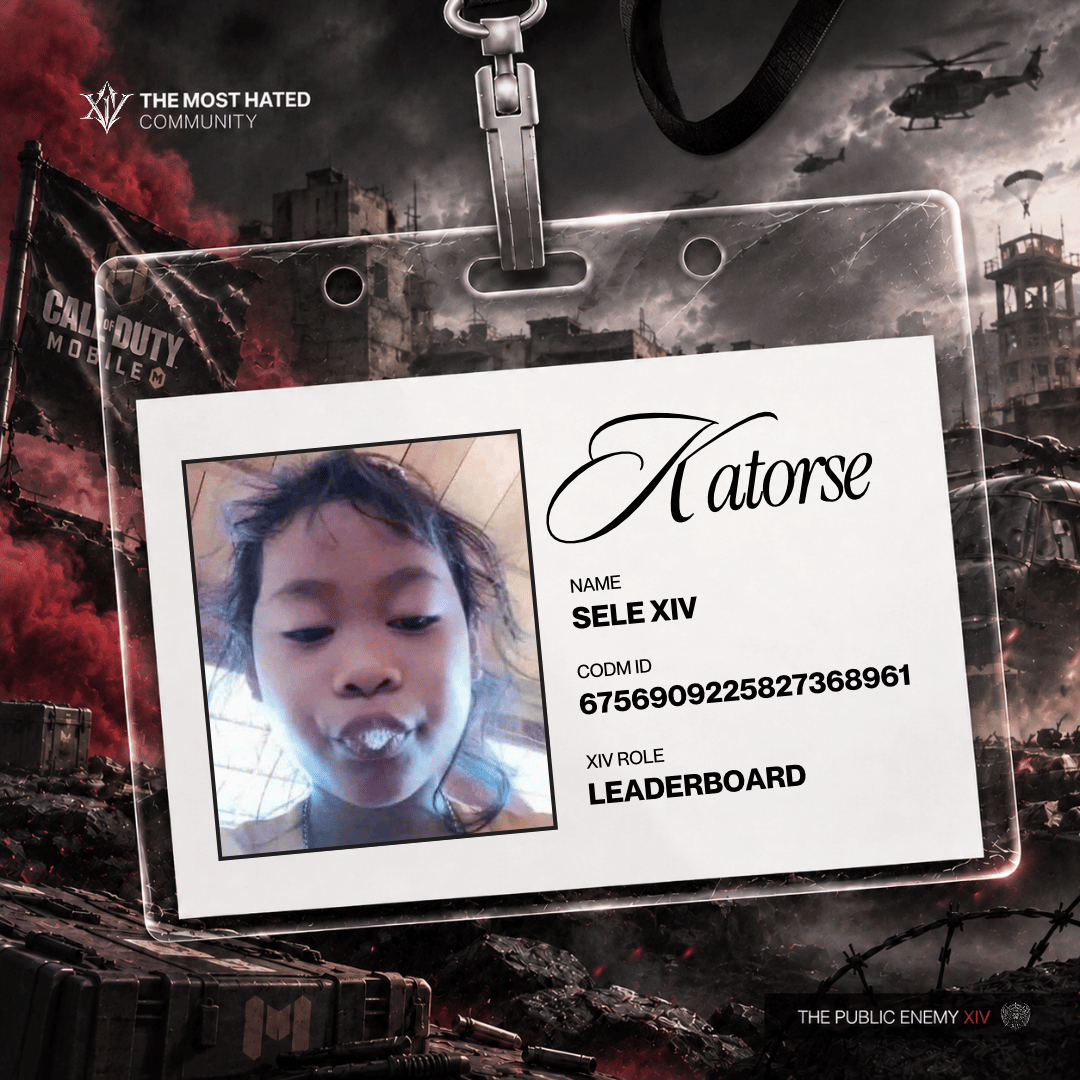 XIV
THE MOST HATED
COMMUNITY
CALL OF DUTY
MOBILE
Katorse
NAME
SELE XIV
CODM ID
6756909225827368961
XIV ROLE
LEADERBOARD
THE PUBLIC ENEMY XIV